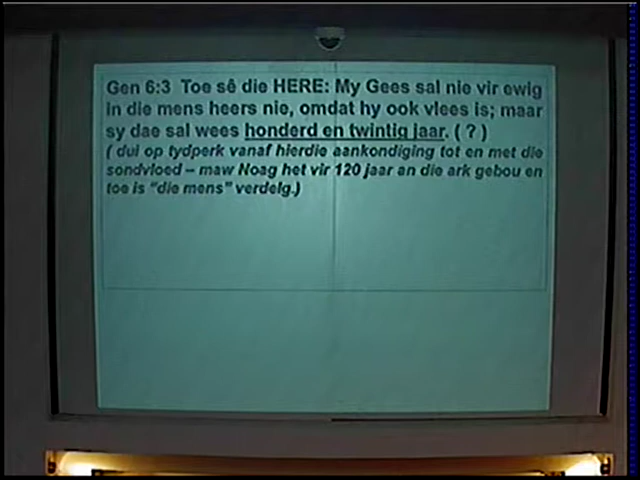 Gen 6:3 Toe sê die HERE: My Gees sal nie vir ewig
in die mens heers nie, omdat hy ook vlees is; maar
sy dae sal wees honderd en twintig jaar. ( ? )
( dui op tydperk vanaf hierdie aankondiging tot en met die
sondvloed – maw Noag het vir 120 jaar an die ark gebou en
toe is "die mens" verdelg.)